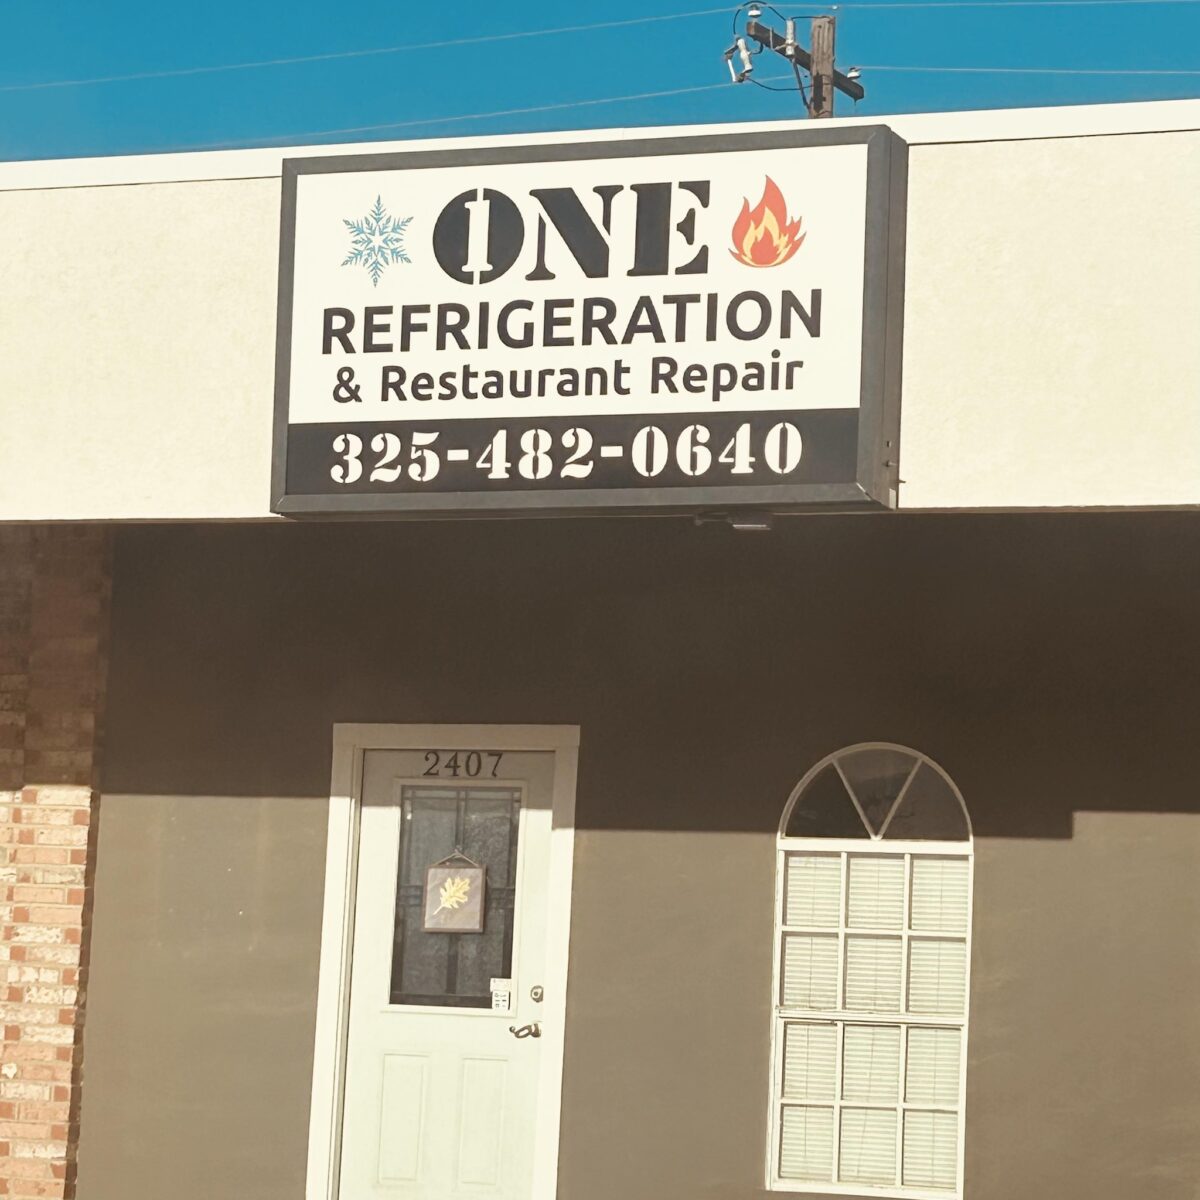 ONE
REFRIGERATION
& Restaurant Repair
325-482-0640
2407